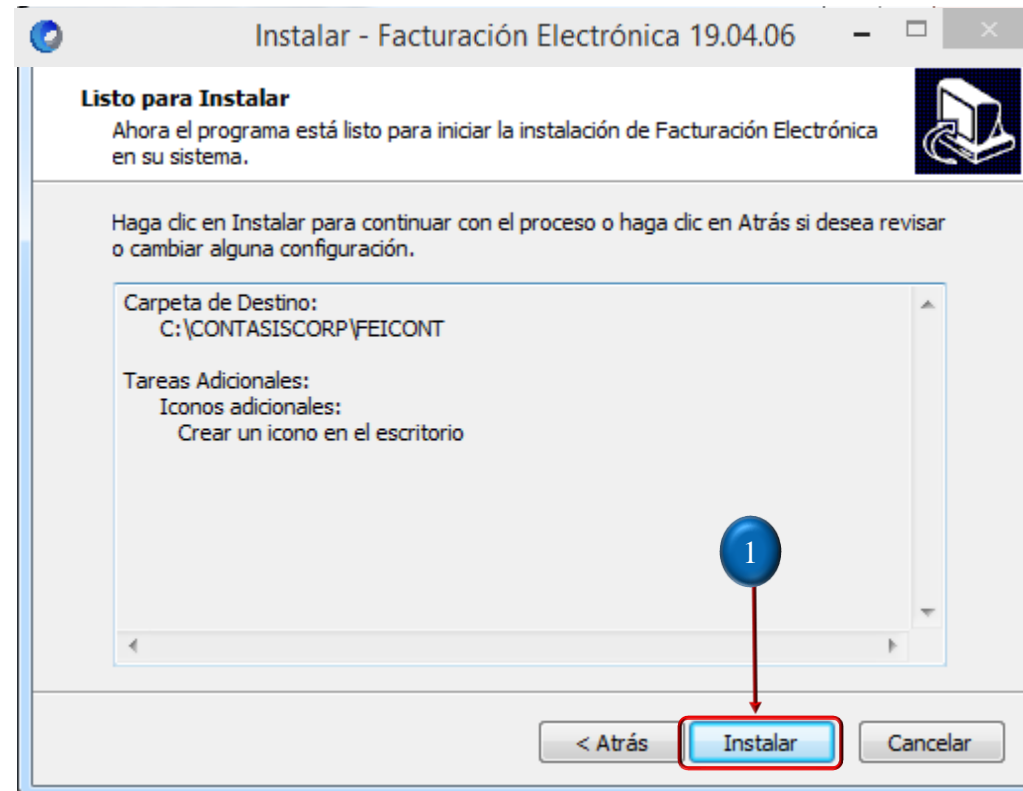 Instalar - Facturación Electrónica 19.04.06
Listo para Instalar
Ahora el programa está listo para iniciar la instalación de Facturación Electrónica
en su sistema.
Haga clic en Instalar para continuar con el proceso o haga clic en Atrás si desea revisar
o cambiar alguna configuración.
Carpeta de Destino:
C:\CONTASISCORP\FEICONT
Tareas Adicionales:
Iconos adicionales:
Crear un icono en el escritorio
1
< Atrás
Instalar
Cancelar